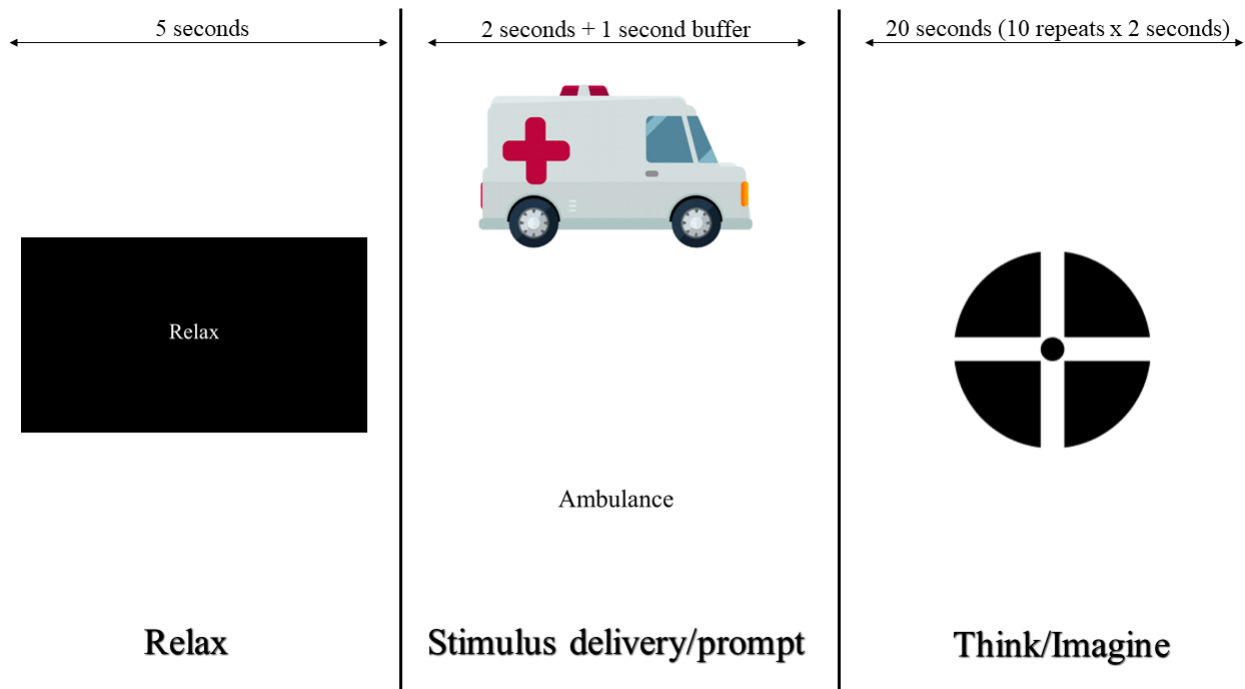 5 seconds
2 seconds + 1 second buffer
20 seconds (10 repeats x 2 seconds)
Relax
Ambulance
Relax
Stimulus delivery/prompt
Think/Imagine